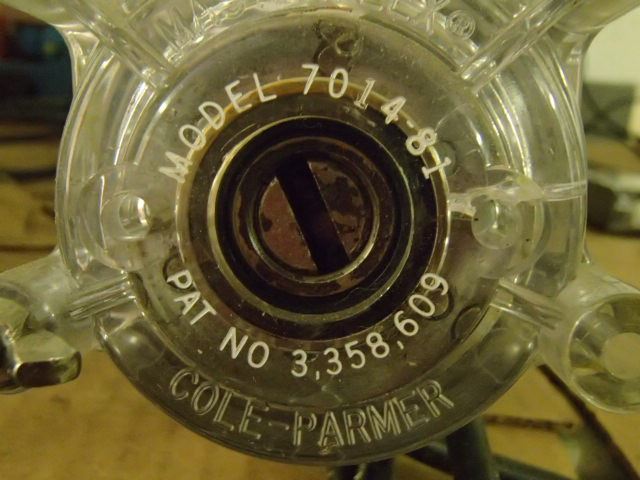 MODEL 7014-81
PAT NO 3,358,609
COLE-PARMER